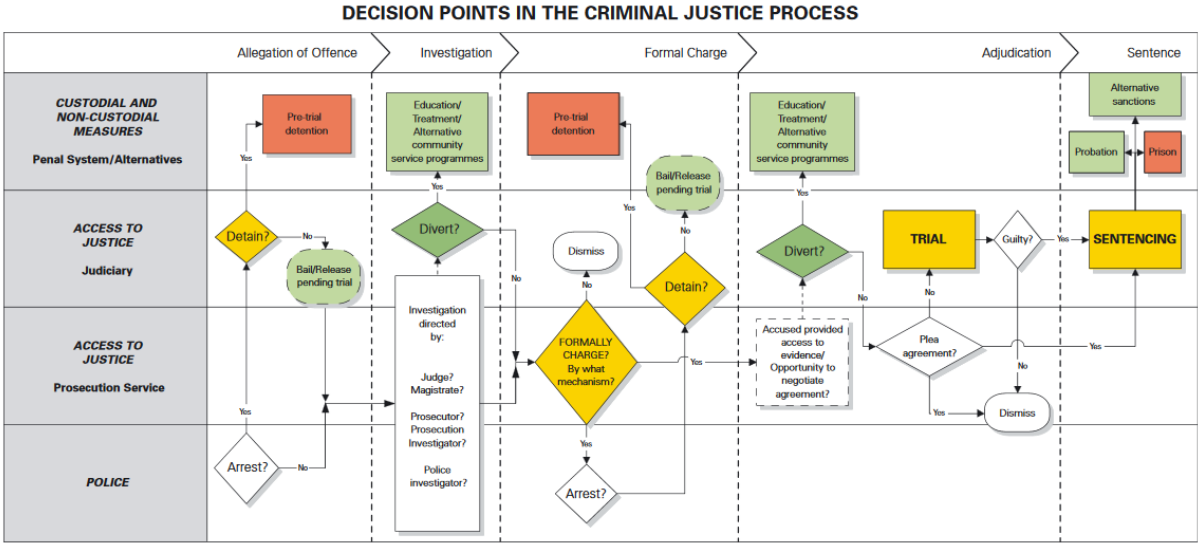 DECISION POINTS IN THE CRIMINAL JUSTICE PROCESS
Allegation of Offence
Investigation
Formal Charge
Adjudication
Sentence
CUSTODIAL AND
NON-CUSTODIAL
MEASURES
Penal System/Alternatives
Pre-trial
detention
Education/
Treatment/
Alternative
community
service programmes
Pre-trial
detention
Bail/Release
pending trial
Education/
Treatment/
Alternative
community
service programmes
Alternative
sanctions
Probation
Prison
Yes
Yes
Yes
Yes
ACCESS TO
JUSTICE
Judiciary
Detain?
No
Bail/Release
pending trial
Divert?
No
Dismiss
No
Detain?
No
Divert?
No
TRIAL
No
Guilty?
Yes
SENTENCING
ACCESS TO
JUSTICE
Prosecution Service
Yes
Investigation
directed
by:
Judge?
Magistrate?
Prosecutor?
Prosecution
Investigator?
Police
investigator?
FORMALLY
CHARGE?
By what
mechanism?
Yes
Accused provided
access to
evidence/
Opportunity to
negotiate
agreement?
Plea
agreement?
Yes
No
Yes
Dismiss
POLICE
Arrest?
No
Yes
Arrest?